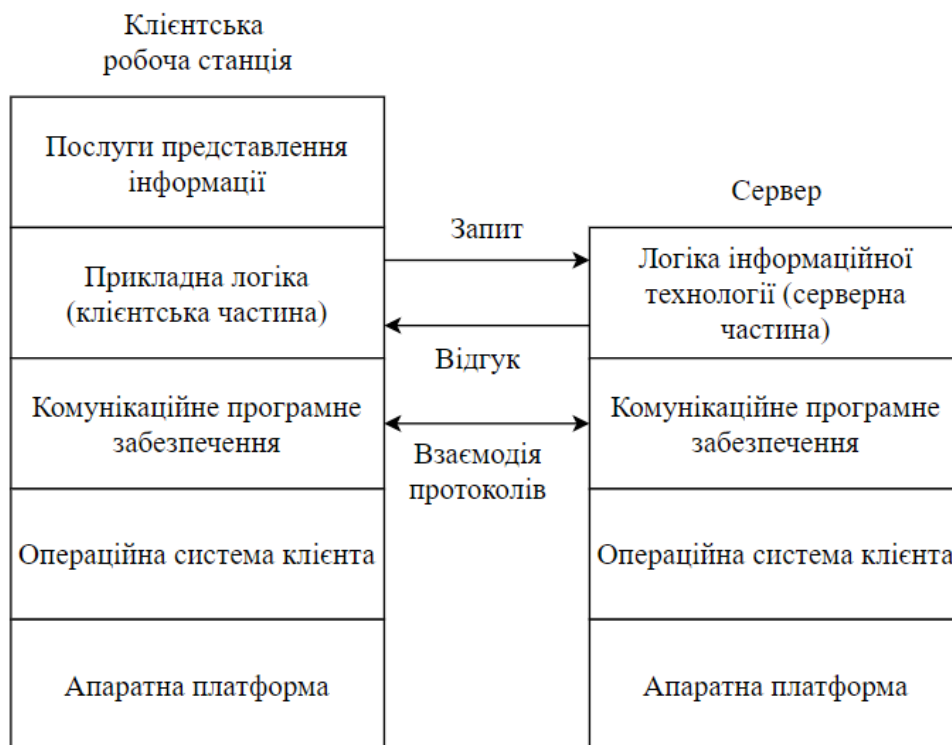 Клієнтська
робоча станція
Послуги представлення
інформації
Сервер
Запит
Прикладна логіка
(клієнтська частина)
Логіка інформаційної
технології (серверна
частина)
Відгук
Комунікаційне програмне
забезпечення
Взаємодія
протоколів
Комунікаційне програмне
забезпечення
Операційна система клієнта
Операційна система клієнта
Апаратна платформа
Апаратна платформа